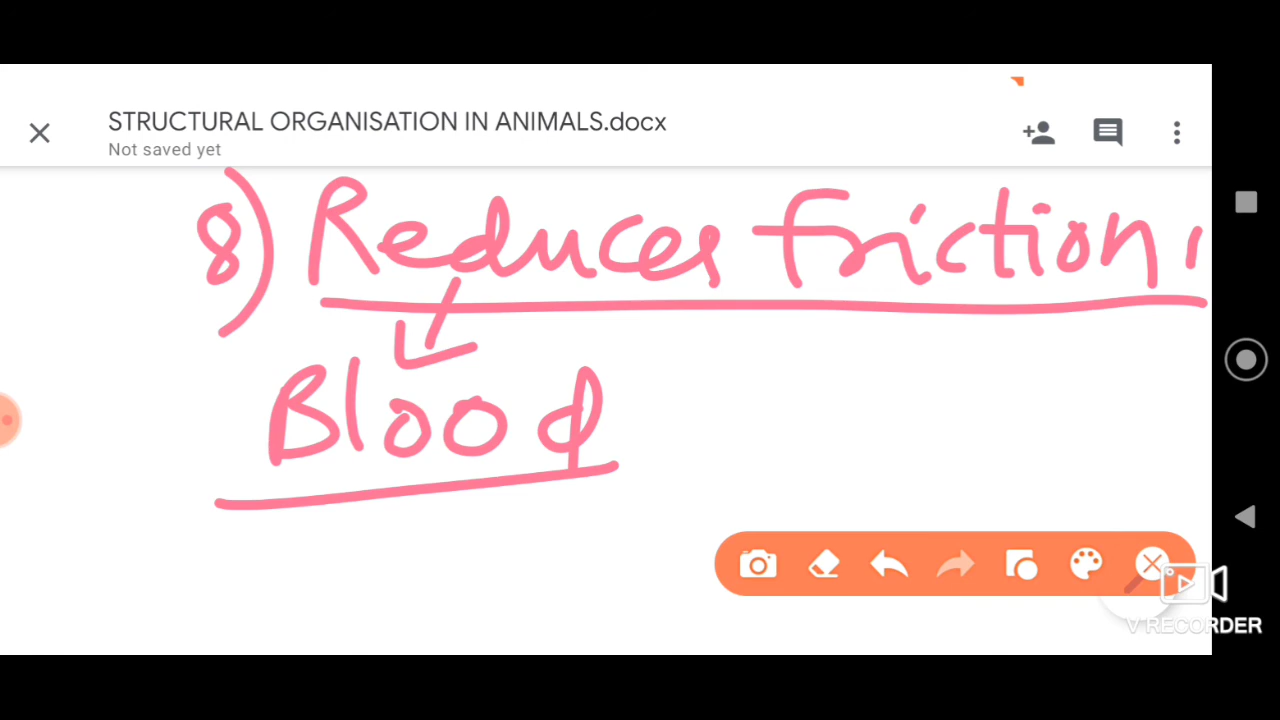 STRUCTURAL ORGANISATION IN ANIMALS.docx
Not saved yet
8) Reduces friction
Blood
V RECORDER